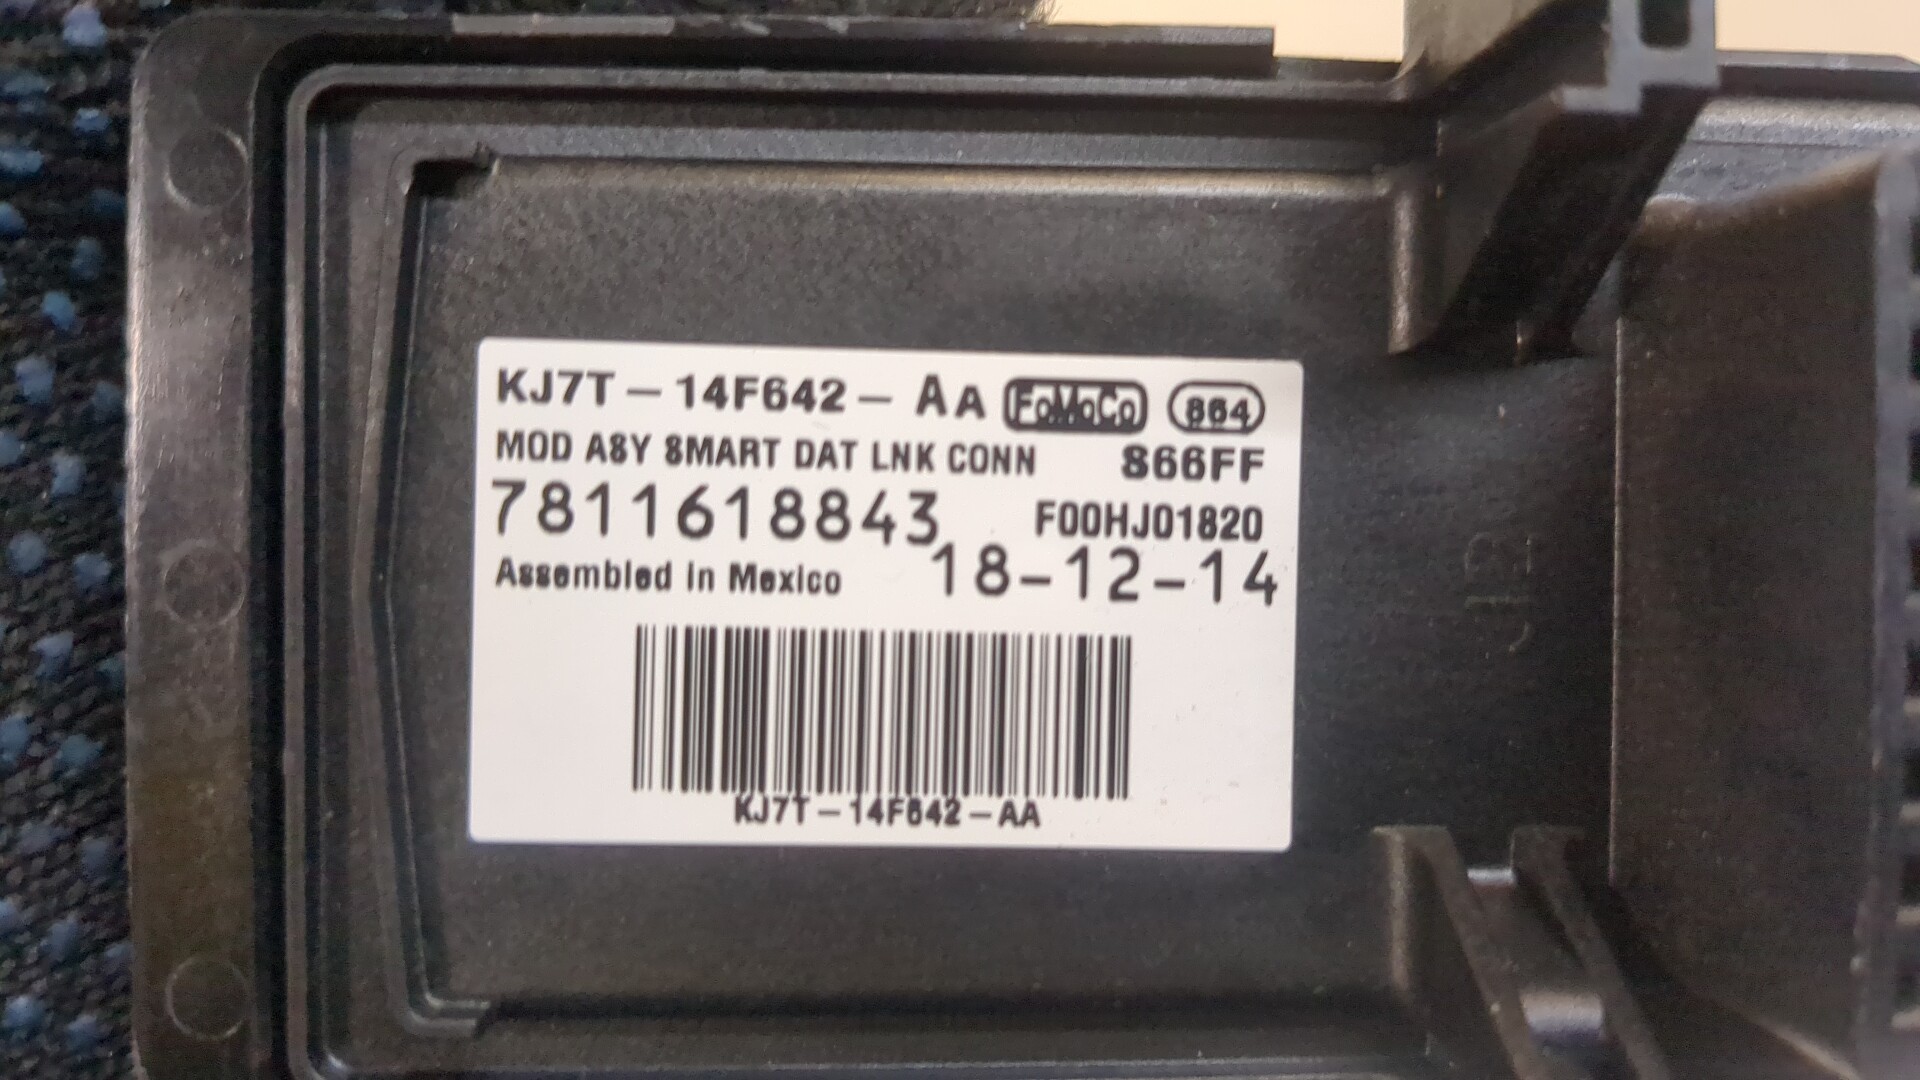 KJ7T – 14F642 – AA FoMoCo 864
MOD ASY SMART DAT LNK CONN S66FF
7811618843 F00HJ01820
Assembled in Mexico 18-12-14
KJ7T – 14F642 – AA